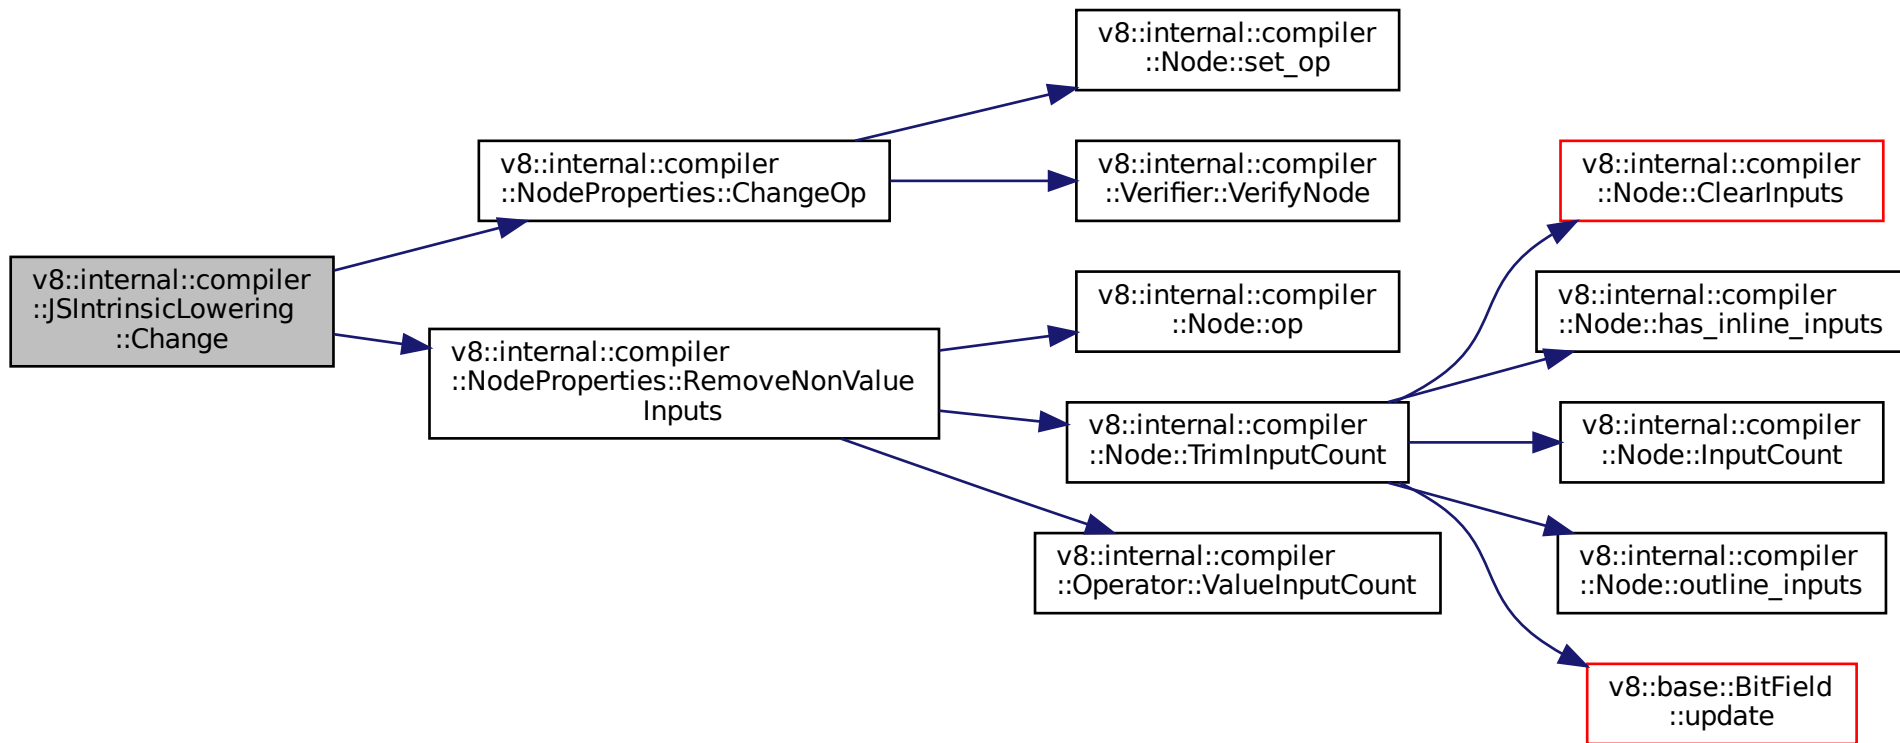 v8::internal::compiler
::JSIntrinsicLowering
::Change
v8::internal::compiler
::NodeProperties::ChangeOp
v8::internal::compiler
::NodeProperties::RemoveNonValue
Inputs
v8::internal::compiler
::Node::set_op
v8::internal::compiler
::Verifier::VerifyNode
v8::internal::compiler
::Node::op
v8::internal::compiler
::Node::TrimInputCount
v8::internal::compiler
::Operator::ValueInputCount
v8::internal::compiler
::Node::ClearInputs
v8::internal::compiler
::Node::has_inline_inputs
v8::internal::compiler
::Node::InputCount
v8::internal::compiler
::Node::outline_inputs
v8::base::BitField
::update